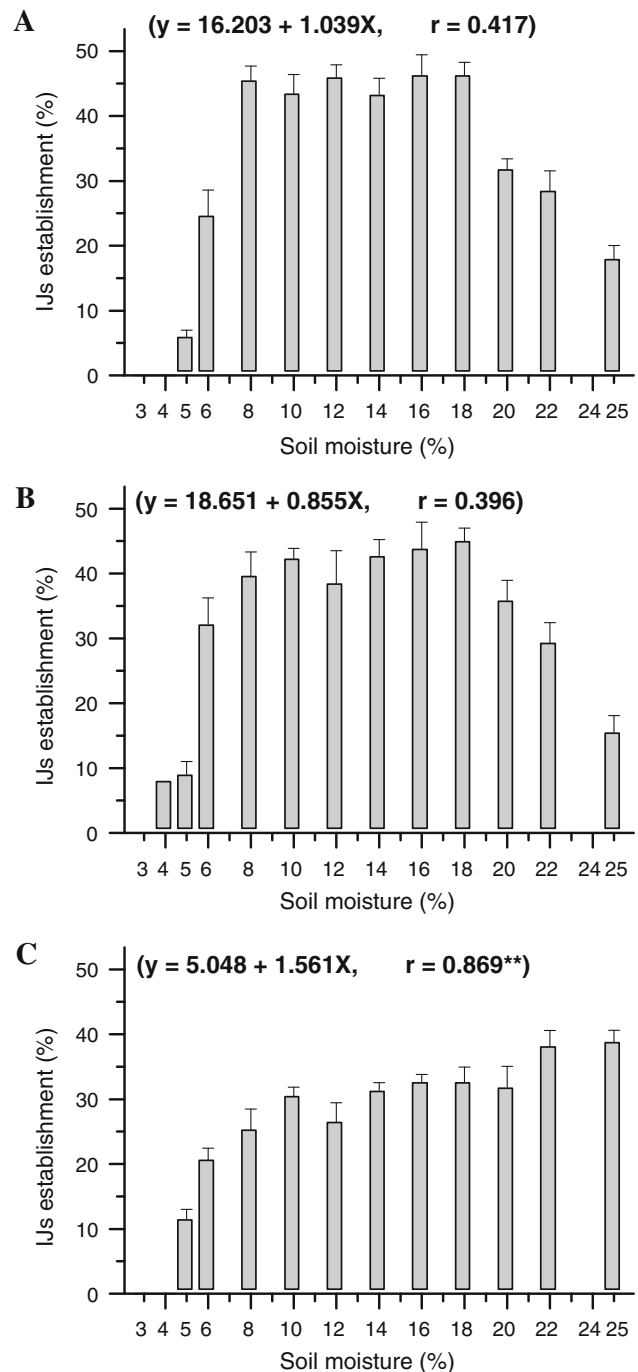 A
(y = 16.203 + 1.039X, r = 0.417)
50
40
30
20
10
0
IJs establishment (%)
3 4 5 6 8 10 12 14 16 18 20 22 24 25
Soil moisture (%)
B
(y = 18.651 + 0.855X, r = 0.396)
50
40
30
20
10
0
IJs establishment (%)
3 4 5 6 8 10 12 14 16 18 20 22 24 25
Soil moisture (%)
C
(y = 5.048 + 1.561X, r = 0.869**)
50
40
30
20
10
0
IJs establishment (%)
3 4 5 6 8 10 12 14 16 18 20 22 24 25
Soil moisture (%)